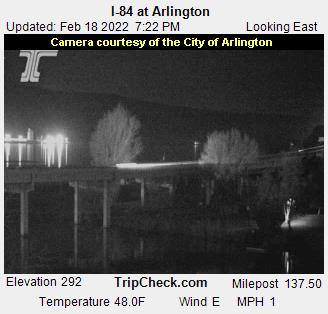 I-84 at Arlington
Updated: Feb 18 2022 7:22 PM Looking East
Camera courtesy of the City of Arlington
Elevation 292 TripCheck.com Milepost 137.50
Temperature 48.0F Wind E MPH 1